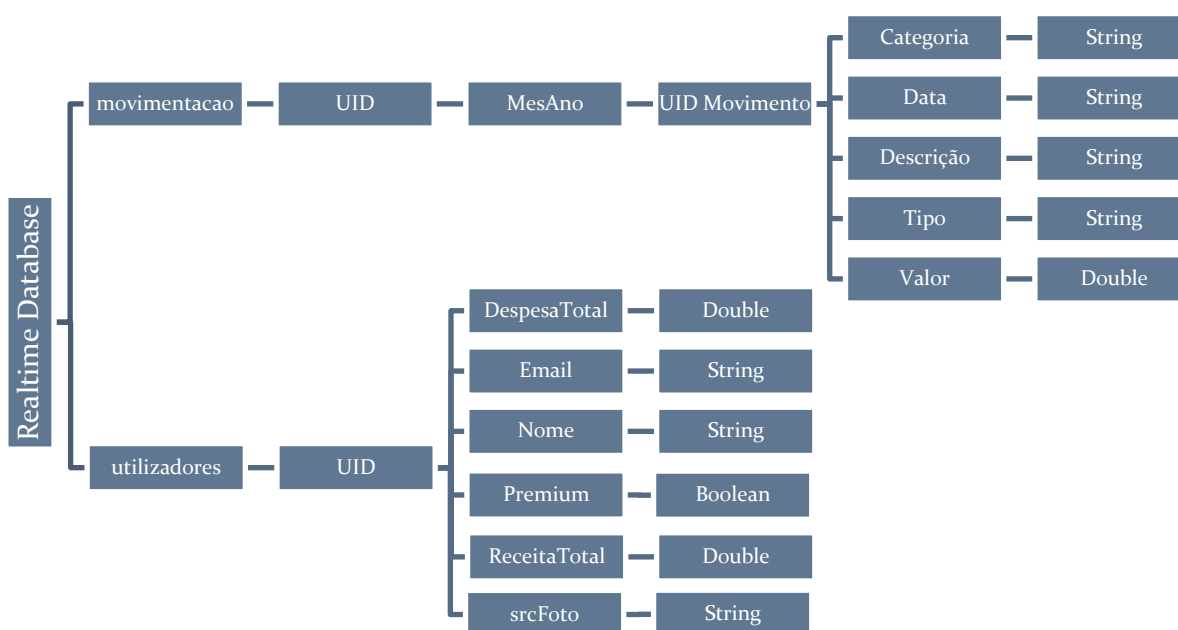 Realtime Database
movimentacao
UID
MesAno
UID Movimento
Categoria
String
Data
String
Descrição
String
Tipo
String
Valor
Double
utilizadores
UID
DespesaTotal
Double
Email
String
Nome
String
Premium
Boolean
ReceitaTotal
Double
srcFoto
String